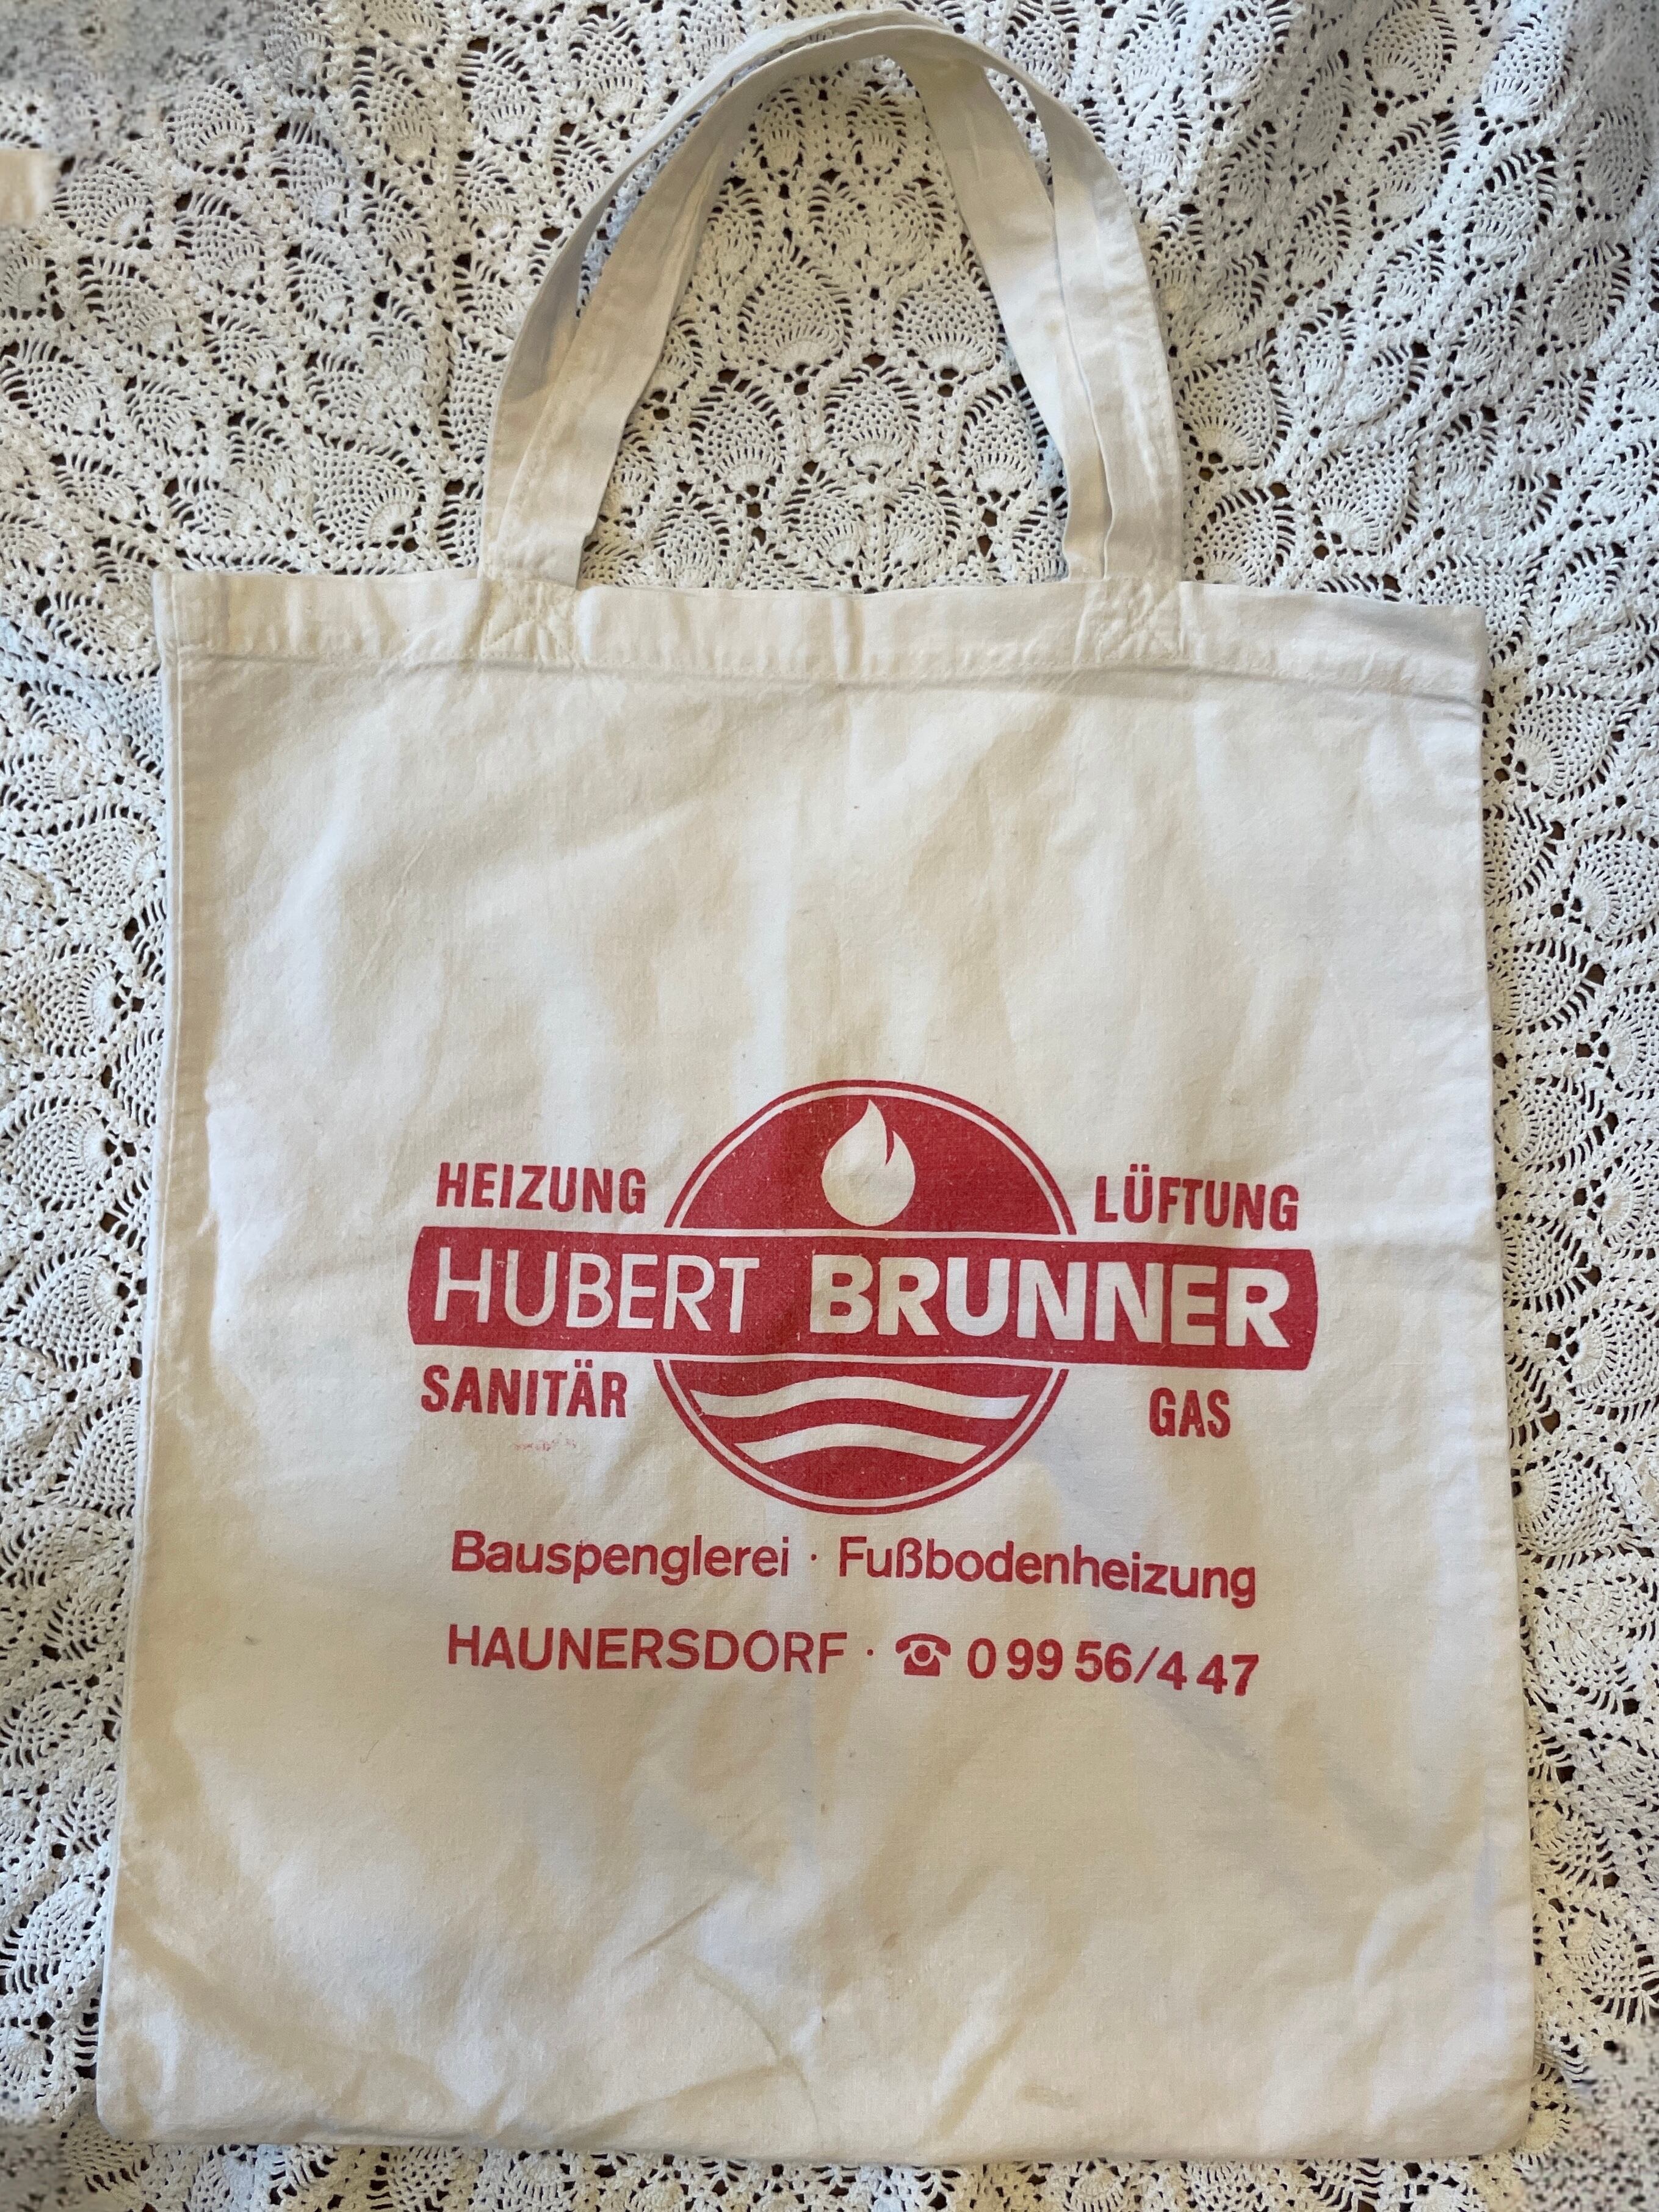 HEIZUNG LÜFTUNG
HUBERT BRUNNER
SANITÄR GAS
Bauspenglerei · Fußbodenheizung
HAUNERSDORF · ☎ 0 99 56/4 47